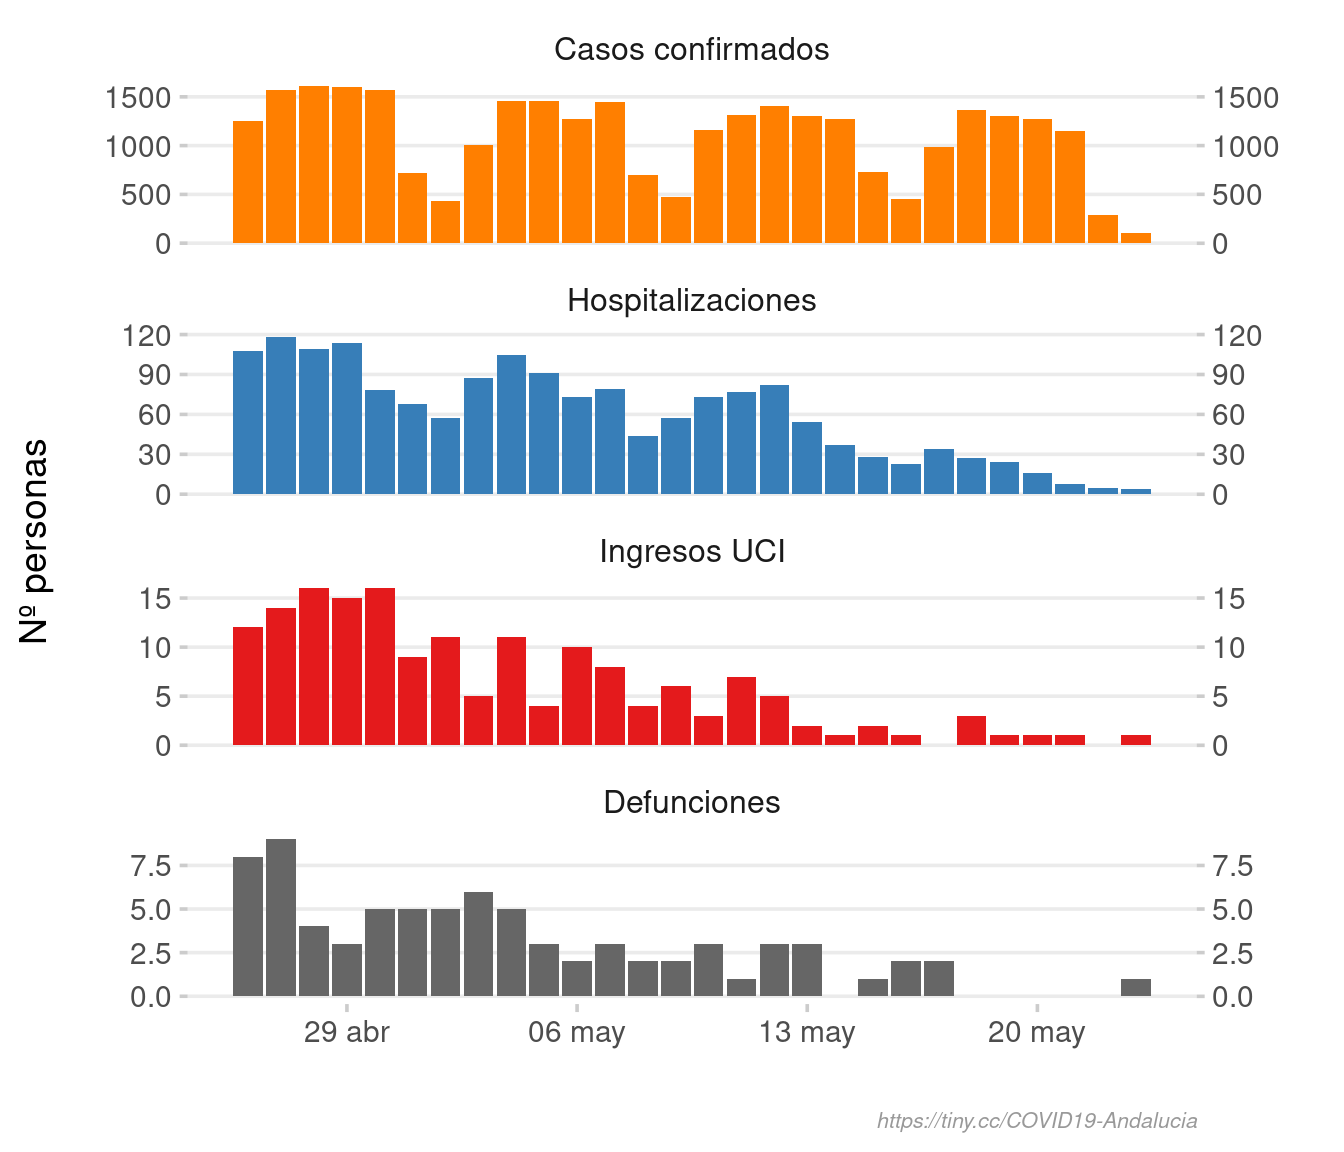 Casos confirmados
1500 1500
1000 1000
500 500
0 0
Hospitalizaciones
120 120
90 90
60 60
30 30
0 0
Nº personas
Ingresos UCI
15 15
10 10
5 5
0 0
Defunciones
7.5 7.5
5.0 5.0
2.5 2.5
0.0 0.0
29 abr 06 may 13 may 20 may
https://tiny.cc/COVID19-Andalucia